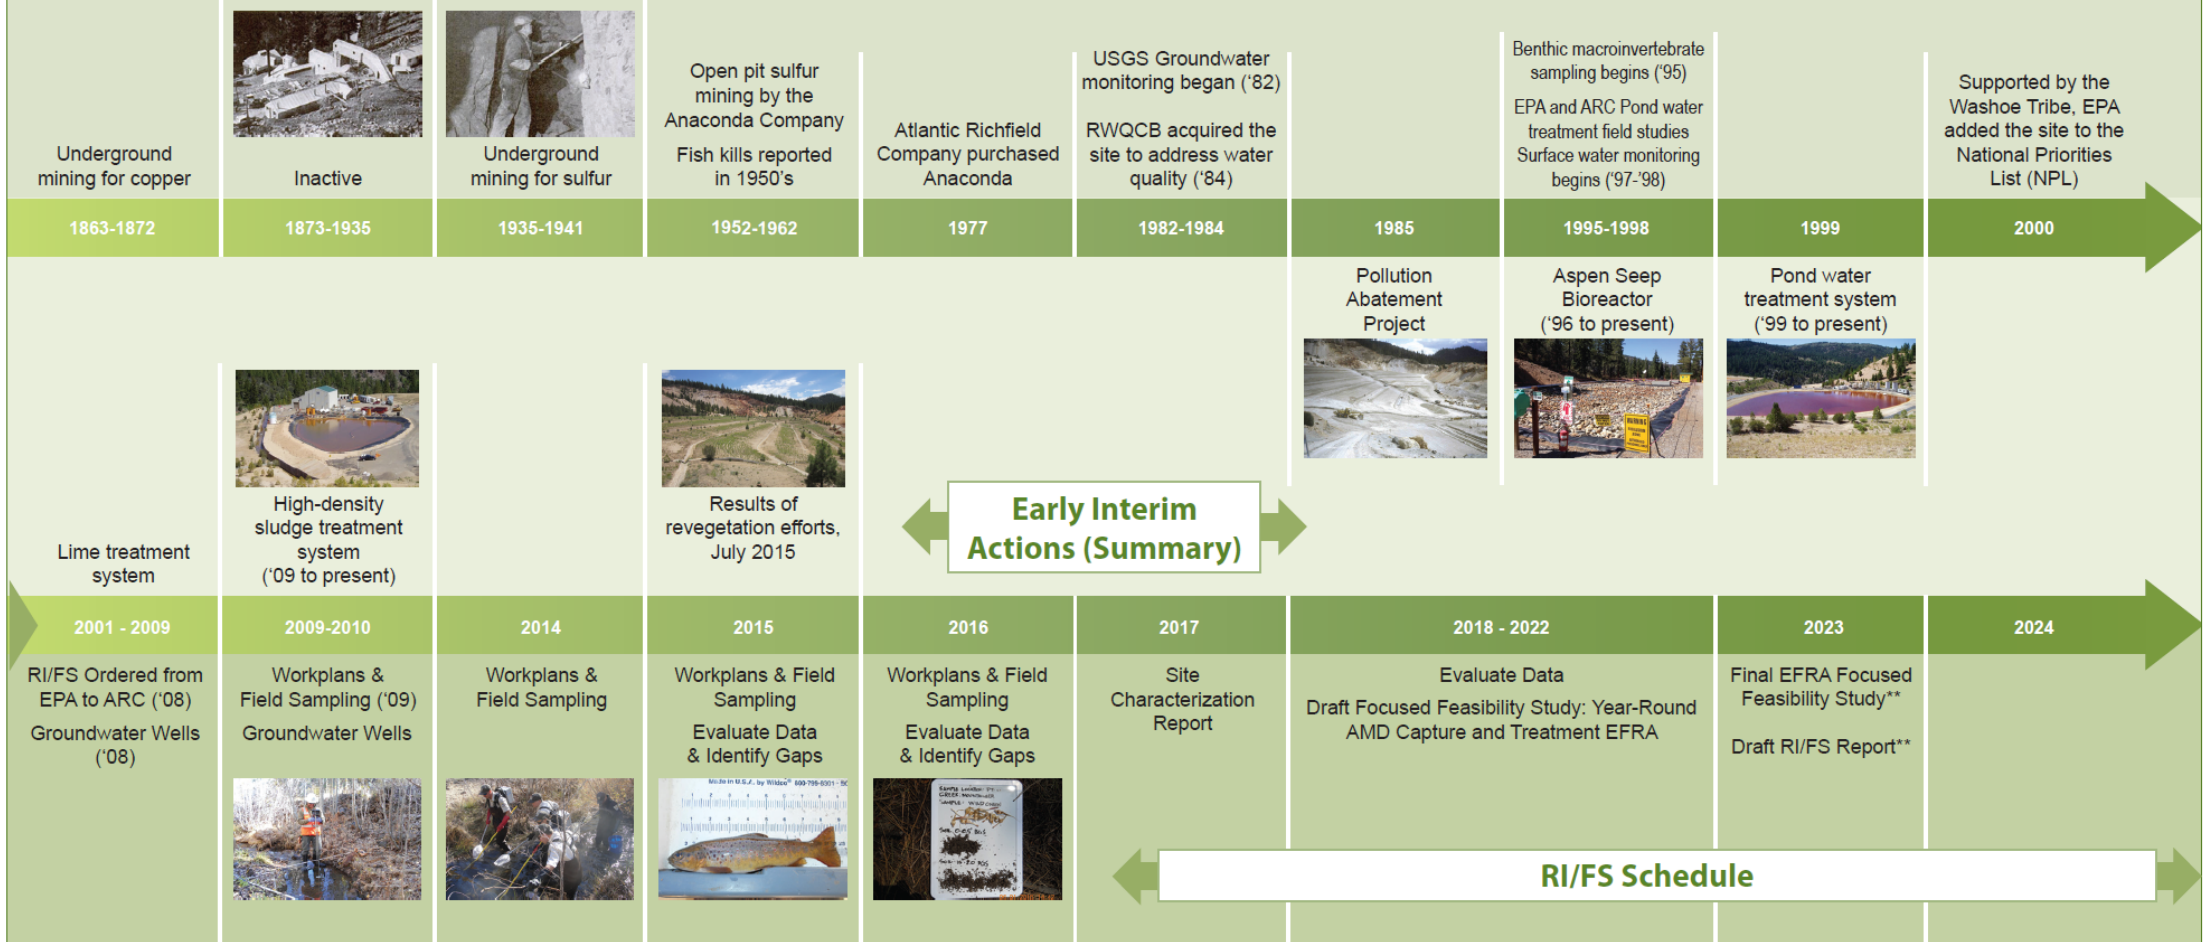 Underground
mining for copper
Inactive
Underground
mining for sulfur
Open pit sulfur
mining by the
Anaconda Company
Fish kills reported
in 1950’s
Atlantic Richfield
Company purchased
Anaconda
USGS Groundwater
monitoring began (‘82)
RWQCB acquired the
site to address water
quality (‘84)
Benthic macroinvertebrate
sampling begins (‘95)
EPA and ARC Pond water
treatment field studies
Surface water monitoring
begins (‘97-’98)
Supported by the
Washoe Tribe, EPA
added the site to the
National Priorities
List (NPL)
1863-1872
1873-1935
1935-1941
1952-1962
1977
1982-1984
1985
1995-1998
1999
2000
Pollution
Abatement
Project
Aspen Seep
Bioreactor
(‘96 to present)
WARNING
Pond water
treatment system
(‘99 to present)
Lime treatment
system
High-density
sludge treatment
system
(‘09 to present)
Results of
revegetation efforts,
July 2015
Early Interim
Actions (Summary)
2001 - 2009
2009-2010
2014
2015
2016
2017
2018 - 2022
2023
2024
RI/FS Ordered from
EPA to ARC (‘08)
Groundwater Wells
(‘08)
Workplans &
Field Sampling (‘09)
Groundwater Wells
Workplans &
Field Sampling
Workplans & Field
Sampling
Evaluate Data
& Identify Gaps
Made in U.S.A. by Wildco
Workplans & Field
Sampling
Evaluate Data
& Identify Gaps
SAMPLE LOCATION:
CREEK
SAMPLE:
Site
Characterization
Report
Evaluate Data
Draft Focused Feasibility Study: Year-Round
AMD Capture and Treatment EFRA
Final EFRA Focused
Feasibility Study**
Draft RI/FS Report**
RI/FS Schedule